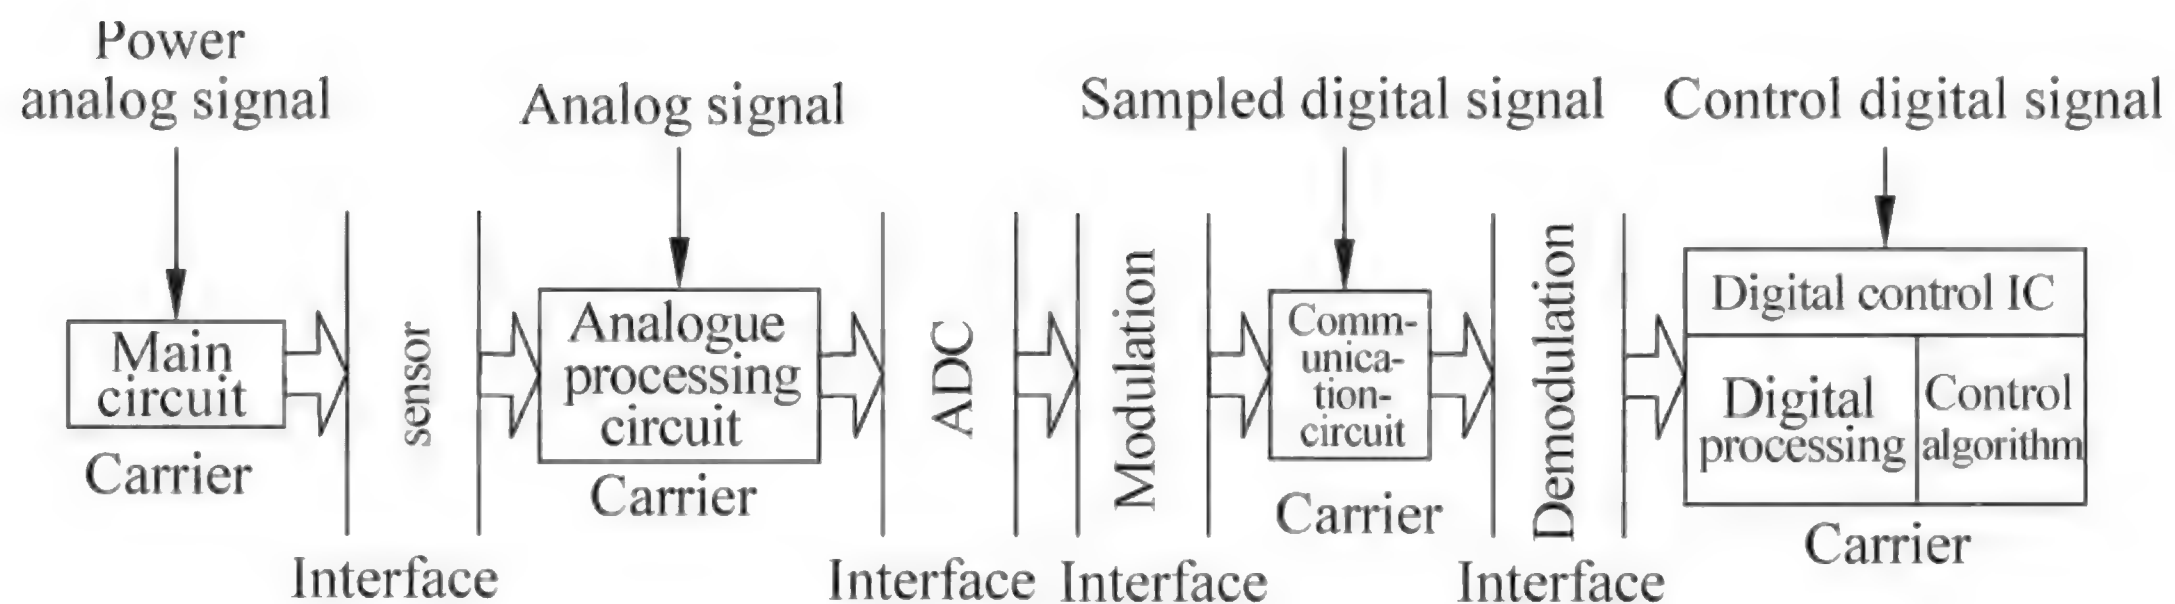 Power
analog signal
Analog signal
Sampled digital signal
Control digital signal
Main
circuit
Carrier
sensor
Interface
Analogue
processing
circuit
Carrier
ADC
Interface
Modulation
Interface
Comm-
unica-
tion-
circuit
Carrier
Demodulation
Interface
Digital control IC
Digital
processing
Control
algorithm
Carrier